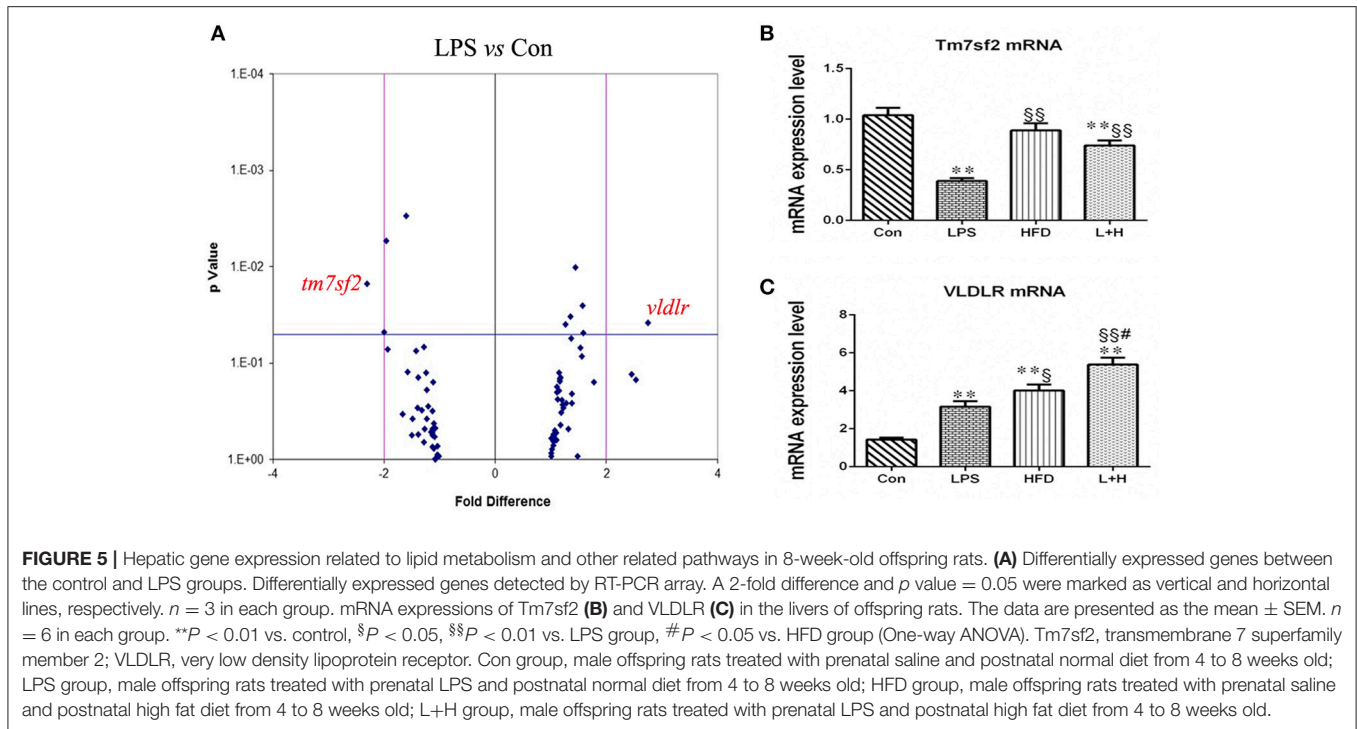 A
LPS vs Con
1.E-04
1.E-03
1.E-02
1.E-01
1.E+00
p Value
tm7sf2
vldlr
-4
-2
0
2
4
Fold Difference
B
Tm7sf2 mRNA
mRNA expression level
1.5
1.0
0.5
0.0
**
§§
**§§
Con
LPS
HFD
L+H
C
VLDLR mRNA
mRNA expression level
8
6
4
2
0
**
**§
§§#
**
Con
LPS
HFD
L+H
FIGURE 5 | Hepatic gene expression related to lipid metabolism and other related pathways in 8-week-old offspring rats. (A) Differentially expressed genes between
the control and LPS groups. Differentially expressed genes detected by RT-PCR array. A 2-fold difference and p value = 0.05 were marked as vertical and horizontal
lines, respectively. n = 3 in each group. mRNA expressions of Tm7sf2 (B) and VLDLR (C) in the livers of offspring rats. The data are presented as the mean ± SEM. n
= 6 in each group. **P < 0.01 vs. control, §P < 0.05, §§P < 0.01 vs. LPS group, #P < 0.05 vs. HFD group (One-way ANOVA). Tm7sf2, transmembrane 7 superfamily
member 2; VLDLR, very low density lipoprotein receptor. Con group, male offspring rats treated with prenatal saline and postnatal normal diet from 4 to 8 weeks old;
LPS group, male offspring rats treated with prenatal LPS and postnatal normal diet from 4 to 8 weeks old; HFD group, male offspring rats treated with prenatal saline
and postnatal high fat diet from 4 to 8 weeks old; L+H group, male offspring rats treated with prenatal LPS and postnatal high fat diet from 4 to 8 weeks old.